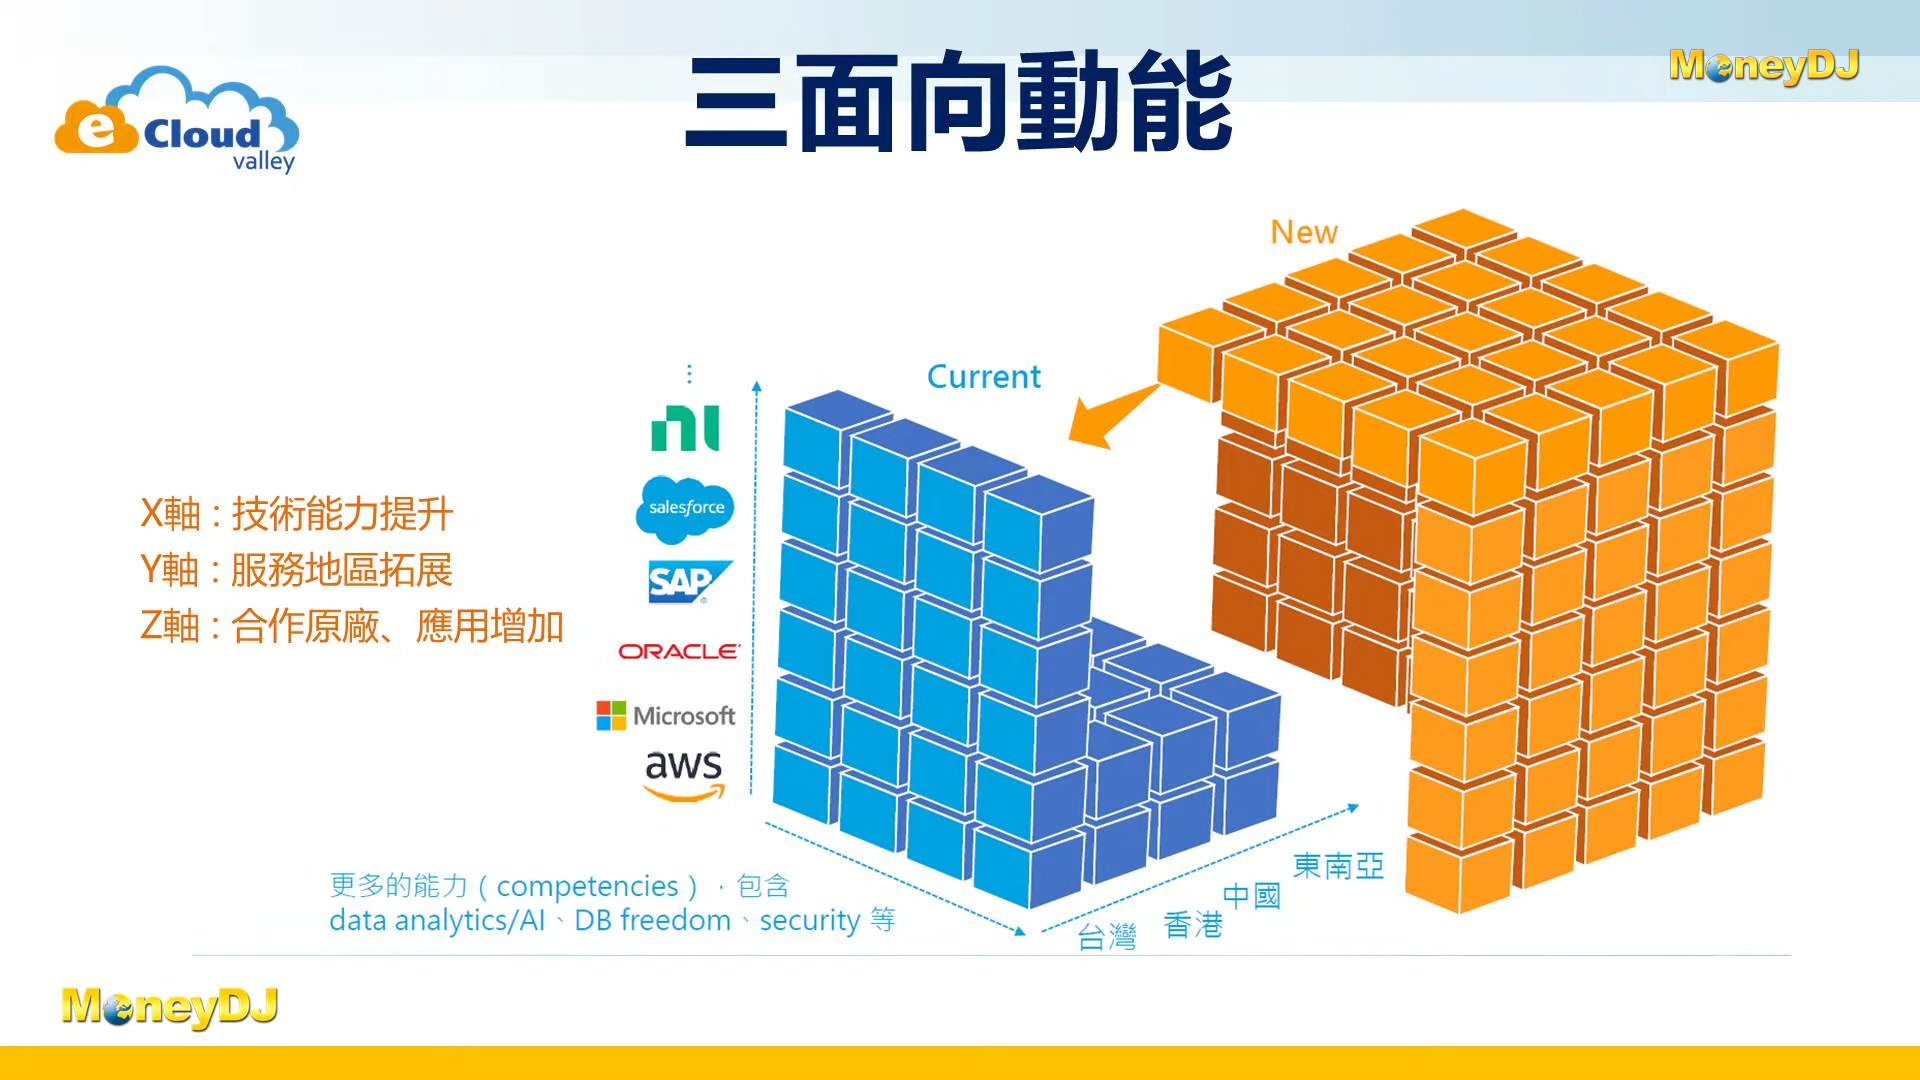 三面向動能
e Cloud
valley
MoneyDJ
New
Current
⋮
ni
salesforce
SAP
ORACLE
Microsoft
aws
X軸：技術能力提升
Y軸：服務地區拓展
Z軸：合作原廠、應用增加
更多的能力（competencies），包含
data analytics/AI、DB freedom、security 等
台灣
香港
中國
東南亞
MoneyDJ